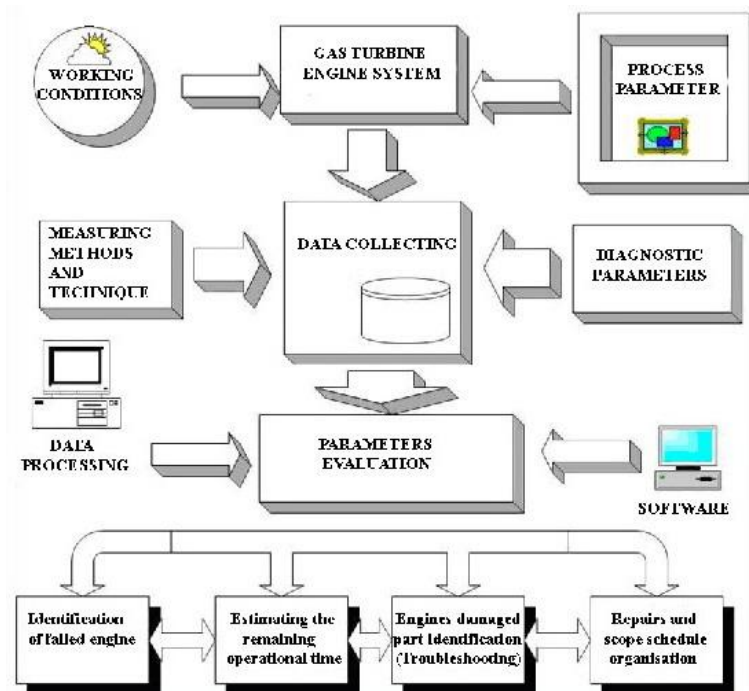 WORKING
CONDITIONS
GAS TURBINE
ENGINE SYSTEM
PROCESS
PARAMETER
MEASURING
METHODS
AND
TECHNIQUE
DATA COLLECTING
DIAGNOSTIC
PARAMETERS
DATA
PROCESSING
PARAMETERS
EVALUATION
SOFTWARE
Identification
of failed engine
Estimating the
remaining
operational time
Engines damaged
part identification
(Troubleshooting)
Repairs and
scope schedule
organisation